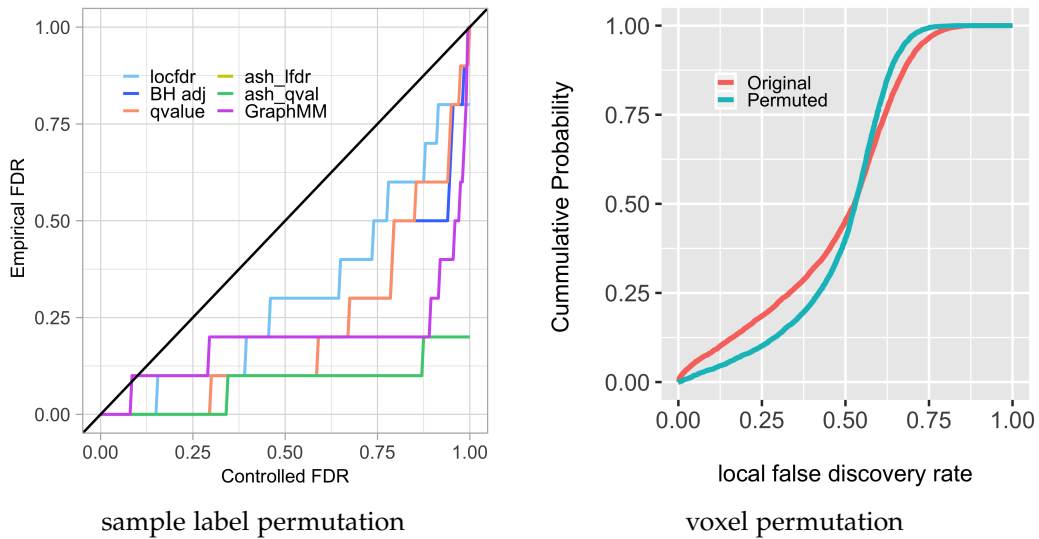 1.00
0.75
0.50
0.25
0.00
Empirical FDR
locfdr
BH adj
qvalue
ash_lfdr
ash_qval
GraphMM
0.00 0.25 0.50 0.75 1.00
Controlled FDR
sample label permutation
1.00
0.75
0.50
0.25
0.00
Cummulative Probability
Original
Permuted
0.00 0.25 0.50 0.75 1.00
local false discovery rate
voxel permutation